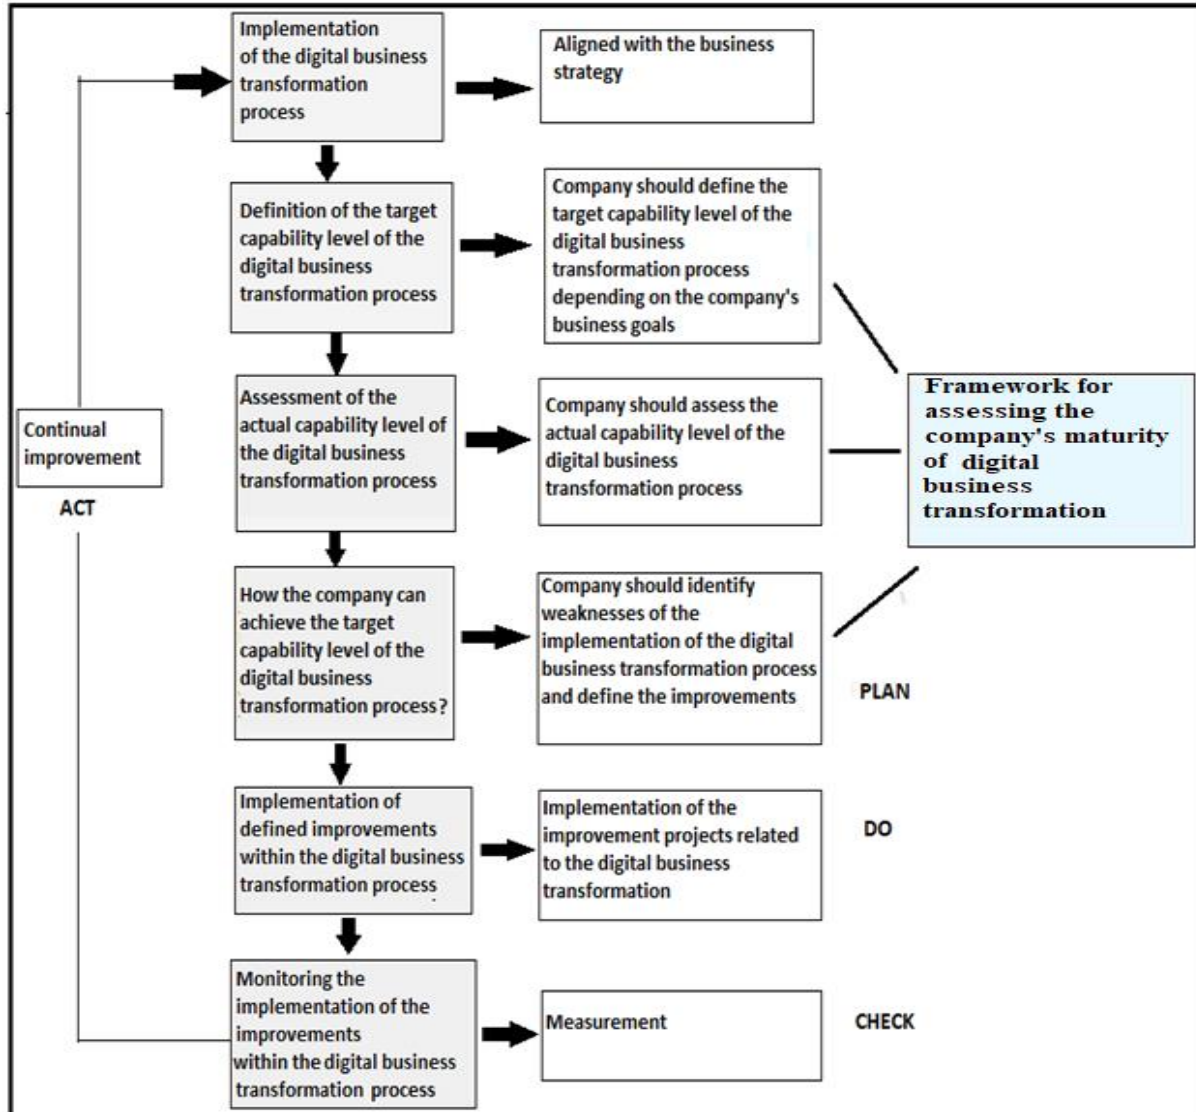 Implementation
of the digital business
transformation
process
Aligned with the business
strategy
Definition of the target
capability level of the
digital business
transformation process
Company should define the
target capability level of the
digital business
transformation process
depending on the company's
business goals
Assessment of the
actual capability level of
the digital business
transformation process
Company should assess the
actual capability level of the
digital business
transformation process
Framework for
assessing the
company's maturity
of digital
business
transformation
Continual
improvement
ACT
How the company can
achieve the target
capability level of the
digital business
transformation process?
Company should identify
weaknesses of the
implementation of the digital
business transformation process
and define the improvements
PLAN
Implementation of
defined improvements
within the digital business
transformation process
Implementation of the
improvement projects related
to the digital business
transformation
DO
Monitoring the
implementation of the
improvements
within the digital business
transformation process
Measurement
CHECK